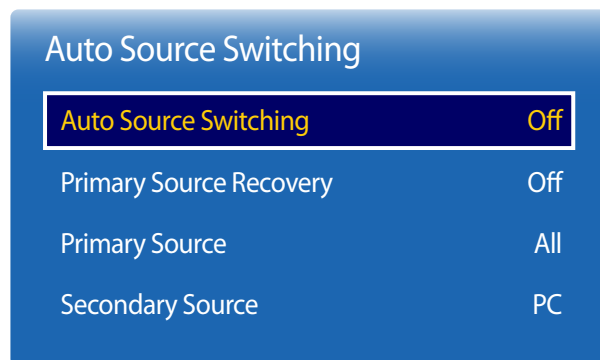 Auto Source Switching
Auto Source Switching Off
Primary Source Recovery Off
Primary Source All
Secondary Source PC